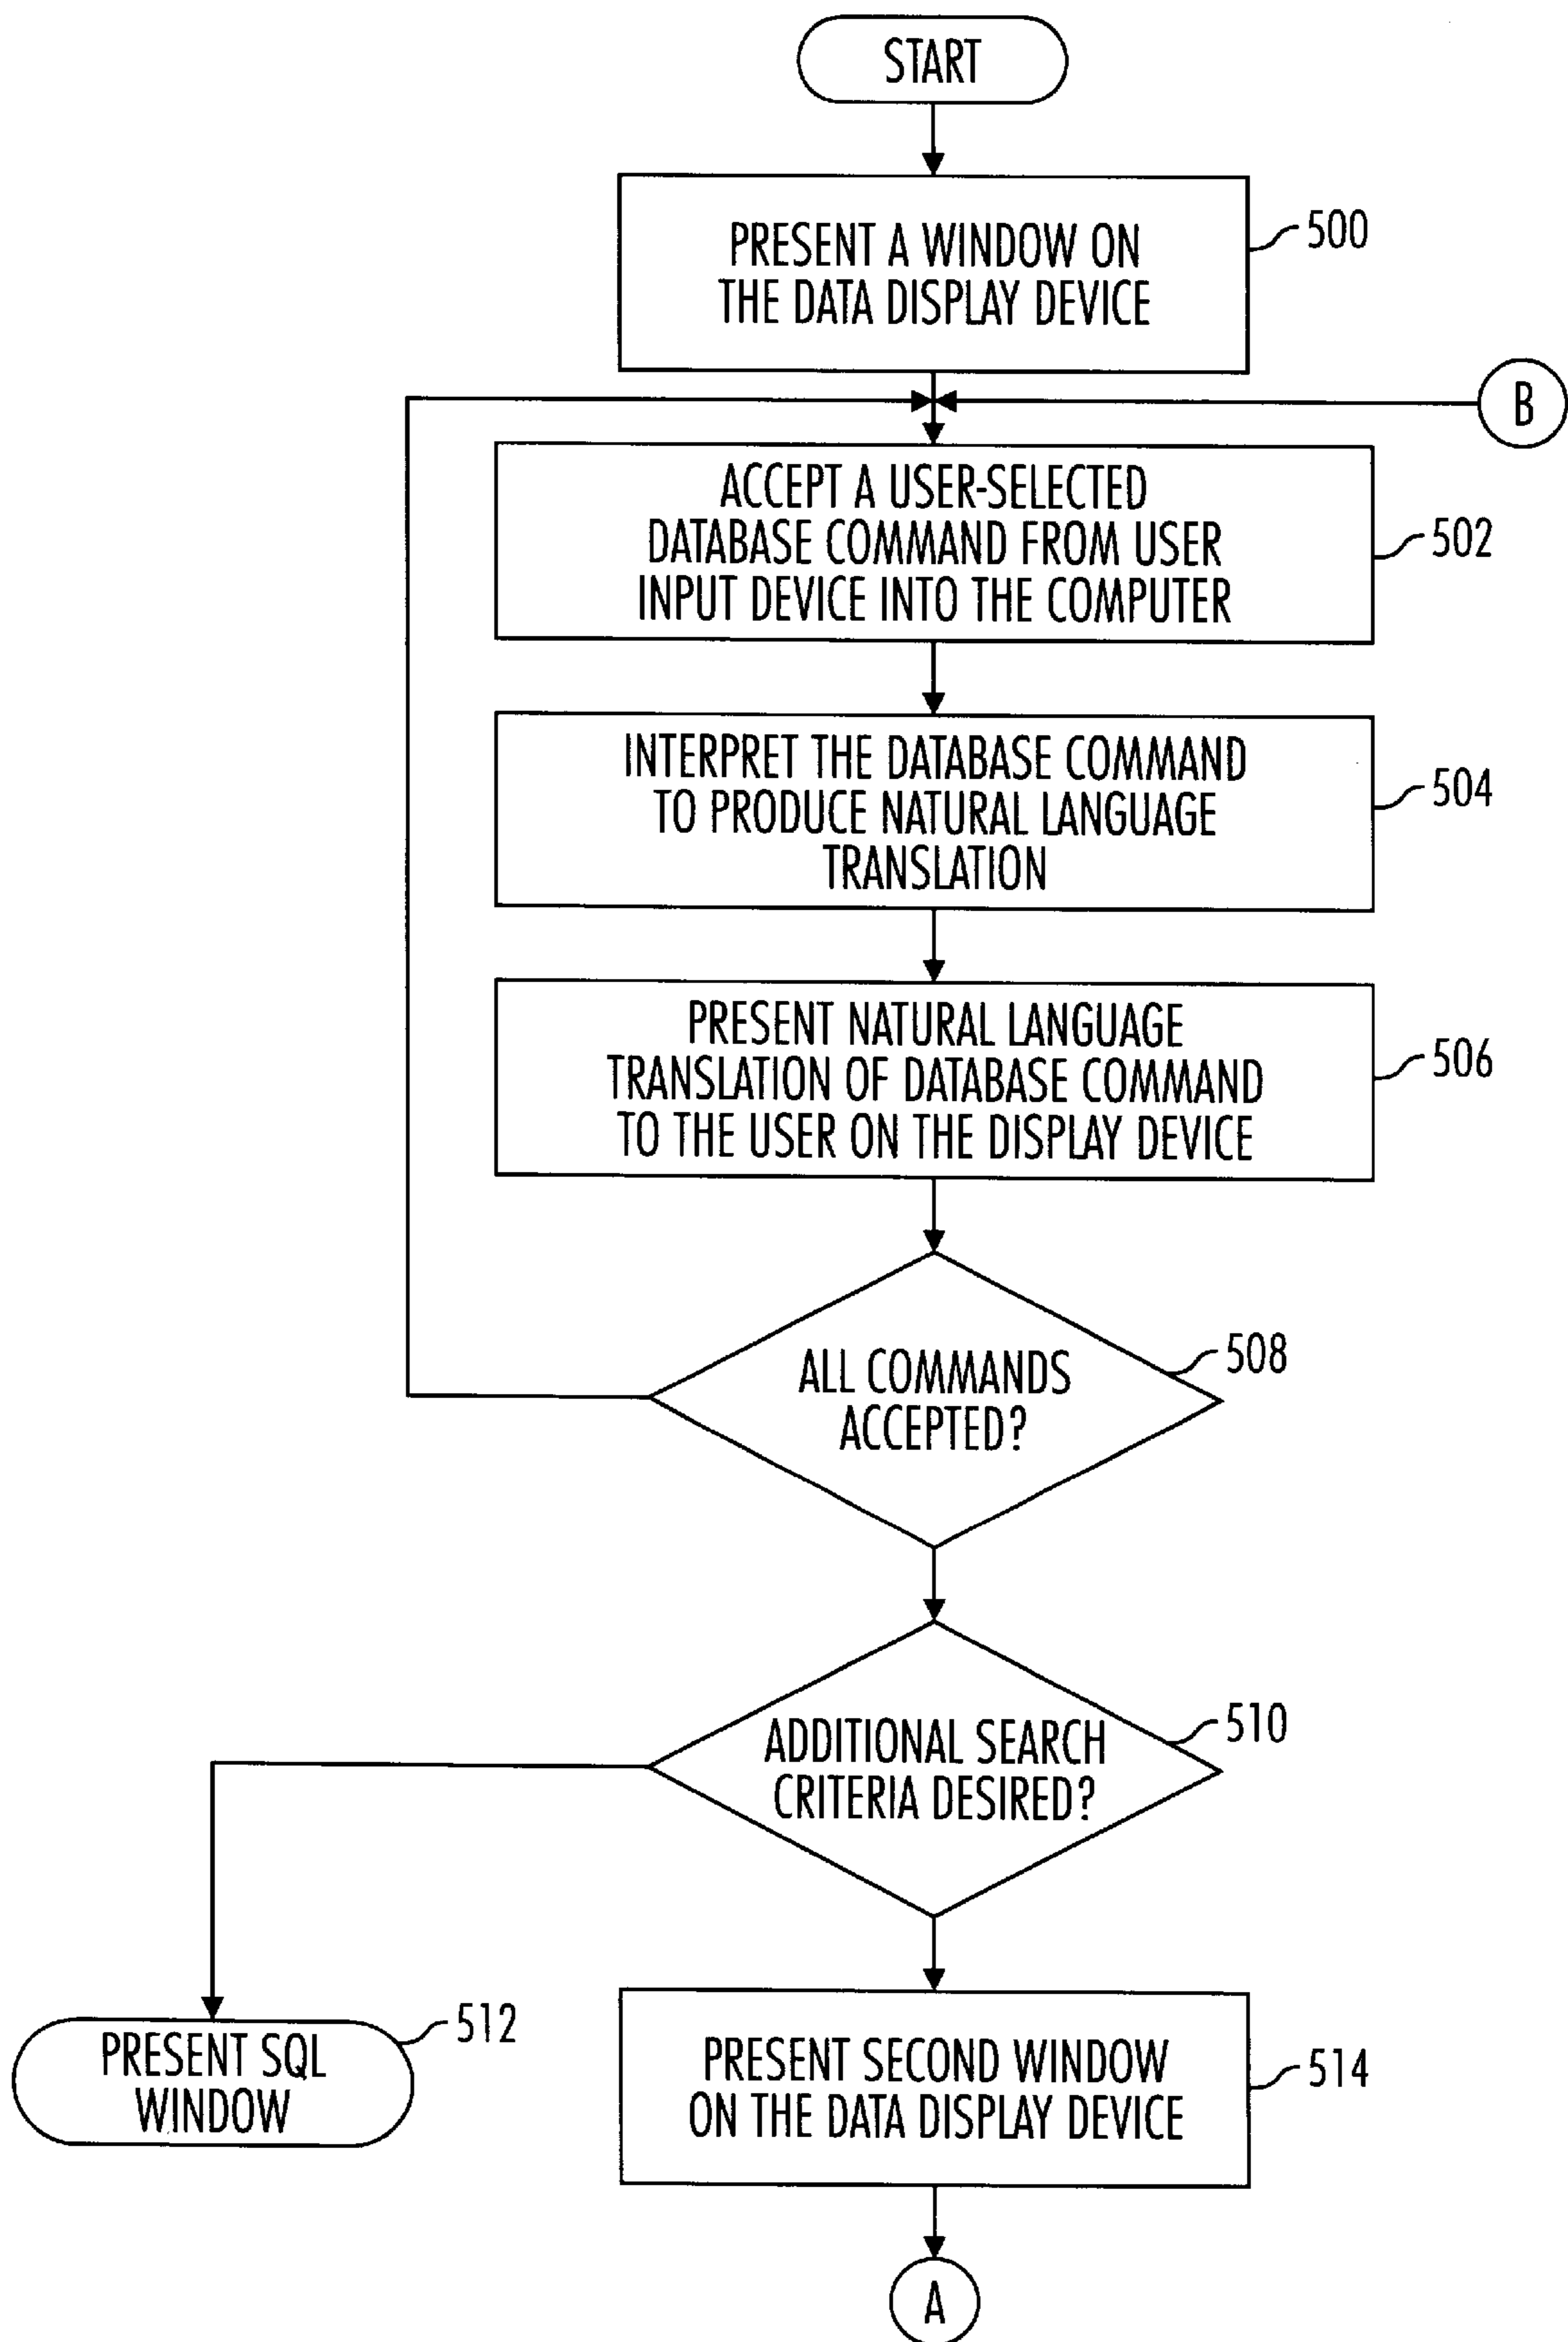 START
PRESENT A WINDOW ON
THE DATA DISPLAY DEVICE
500
B
ACCEPT A USER-SELECTED
DATABASE COMMAND FROM USER
INPUT DEVICE INTO THE COMPUTER
502
INTERPRET THE DATABASE COMMAND
TO PRODUCE NATURAL LANGUAGE
TRANSLATION
504
PRESENT NATURAL LANGUAGE
TRANSLATION OF DATABASE COMMAND
TO THE USER ON THE DISPLAY DEVICE
506
ALL COMMANDS
ACCEPTED?
508
ADDITIONAL SEARCH
CRITERIA DESIRED?
510
PRESENT SQL
WINDOW
512
PRESENT SECOND WINDOW
ON THE DATA DISPLAY DEVICE
514
A